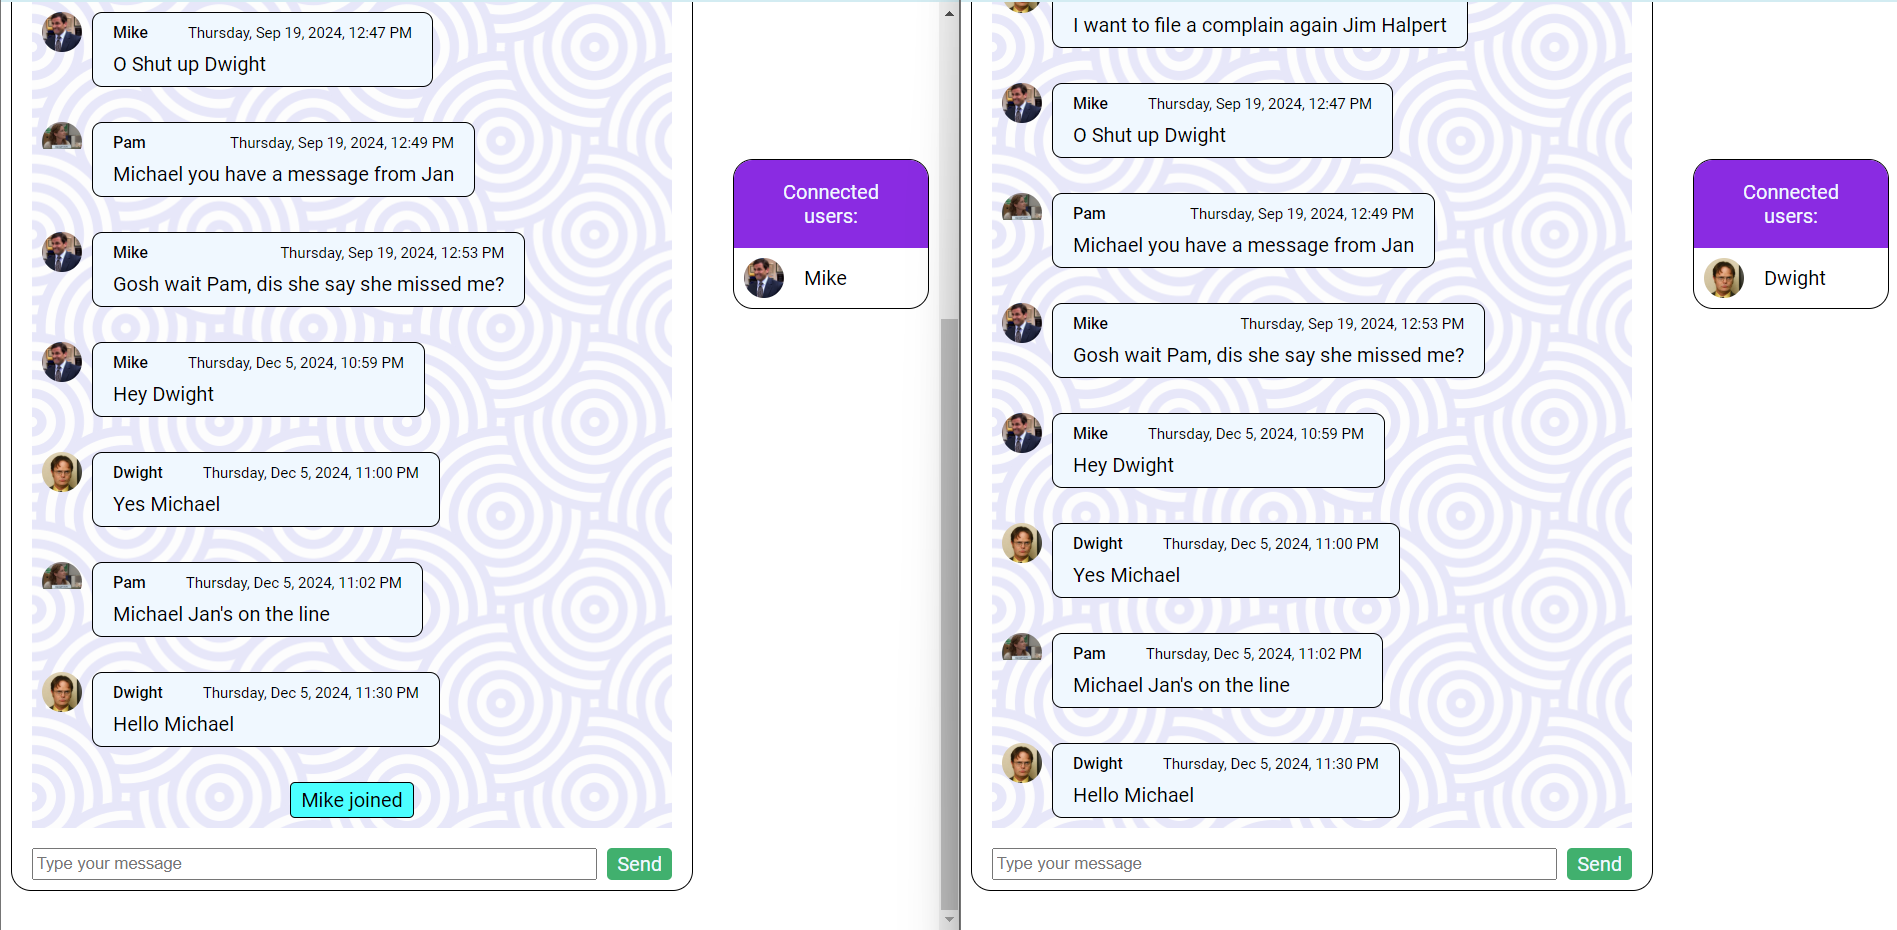 Mike Thursday, Sep 19, 2024, 12:47 PM
O Shut up Dwight
Pam Thursday, Sep 19, 2024, 12:49 PM
Michael you have a message from Jan
Mike Thursday, Sep 19, 2024, 12:53 PM
Gosh wait Pam, dis she say she missed me?
Mike Thursday, Dec 5, 2024, 10:59 PM
Hey Dwight
Dwight Thursday, Dec 5, 2024, 11:00 PM
Yes Michael
Pam Thursday, Dec 5, 2024, 11:02 PM
Michael Jan's on the line
Dwight Thursday, Dec 5, 2024, 11:30 PM
Hello Michael
Mike joined
Type your message Send
Connected
users:
Mike
I want to file a complain again Jim Halpert
Mike Thursday, Sep 19, 2024, 12:47 PM
O Shut up Dwight
Pam Thursday, Sep 19, 2024, 12:49 PM
Michael you have a message from Jan
Mike Thursday, Sep 19, 2024, 12:53 PM
Gosh wait Pam, dis she say she missed me?
Mike Thursday, Dec 5, 2024, 10:59 PM
Hey Dwight
Dwight Thursday, Dec 5, 2024, 11:00 PM
Yes Michael
Pam Thursday, Dec 5, 2024, 11:02 PM
Michael Jan's on the line
Dwight Thursday, Dec 5, 2024, 11:30 PM
Hello Michael
Type your message Send
Connected
users:
Dwight